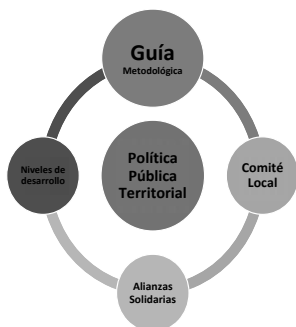 Guía
Metodológica
Política
Pública
Territorial
Niveles de
desarrollo
Comité
Local
Alianzas
Solidarias